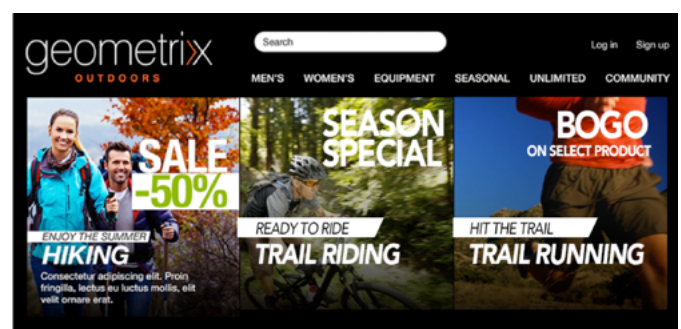 geometrixx
OUTDOORS
Search
Log in Sign up
MEN'S WOMEN'S EQUIPMENT SEASONAL UNLIMITED COMMUNITY
SALE
-50%
ENJOY THE SUMMER
HIKING
Consectetur adipiscing elit. Proin
fringilla, lectus eu luctus mollis, elit
velit ornare erat.
SEASON
SPECIAL
READY TO RIDE
TRAIL RIDING
BOGO
ON SELECT PRODUCT
HIT THE TRAIL
TRAIL RUNNING